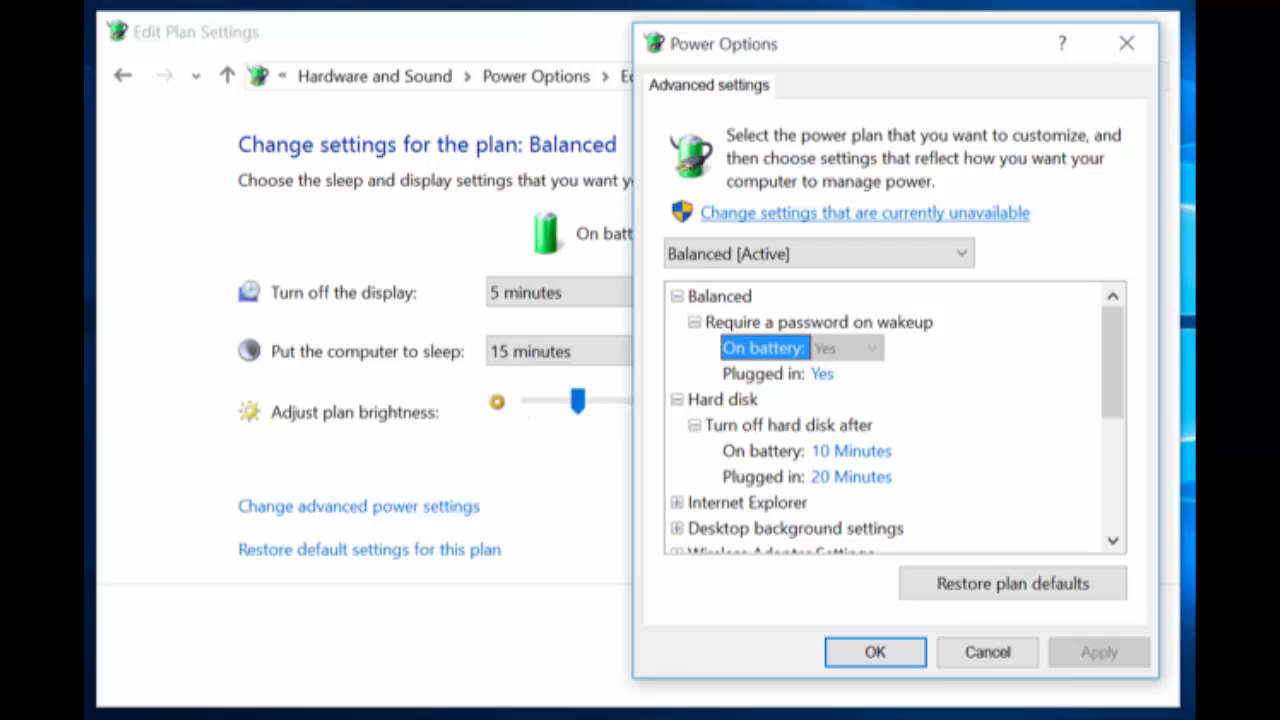 Edit Plan Settings
« Hardware and Sound > Power Options >
Change settings for the plan: Balanced
Choose the sleep and display settings that you want
On batt
Turn off the display: 5 minutes
Put the computer to sleep: 15 minutes
Adjust plan brightness:
Change advanced power settings
Restore default settings for this plan
Power Options ?
Advanced settings
Select the power plan that you want to customize, and
then choose settings that reflect how you want your
computer to manage power.
Change settings that are currently unavailable
Balanced [Active]
Balanced
Require a password on wakeup
On battery: Yes
Plugged in: Yes
Hard disk
Turn off hard disk after
On battery: 10 Minutes
Plugged in: 20 Minutes
Internet Explorer
Desktop background settings
Wireless Adapter Settings
Restore plan defaults
OK Cancel Apply